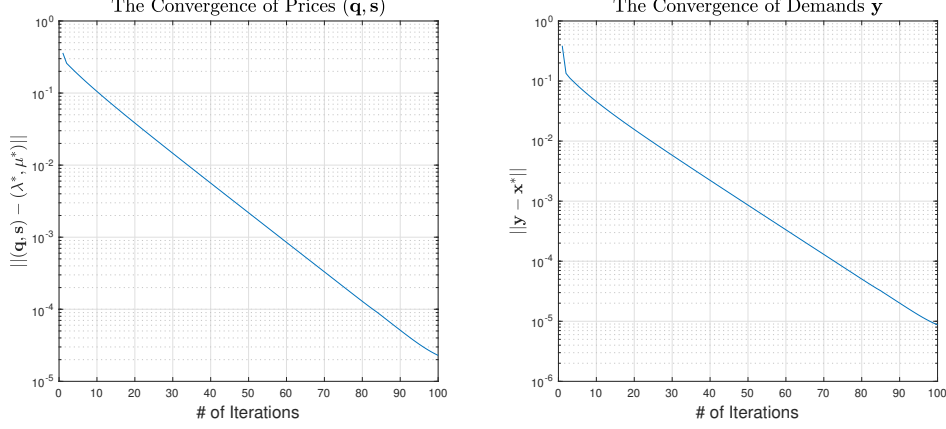 The Convergence of Prices (q, s)
10^0
10^-1
10^-2
10^-3
10^-4
10^-5
||(q, s) − (λ*, μ*)||
0 10 20 30 40 50 60 70 80 90 100
# of Iterations
The Convergence of Demands y
10^0
10^-1
10^-2
10^-3
10^-4
10^-5
10^-6
||y − x*||
0 10 20 30 40 50 60 70 80 90 100
# of Iterations